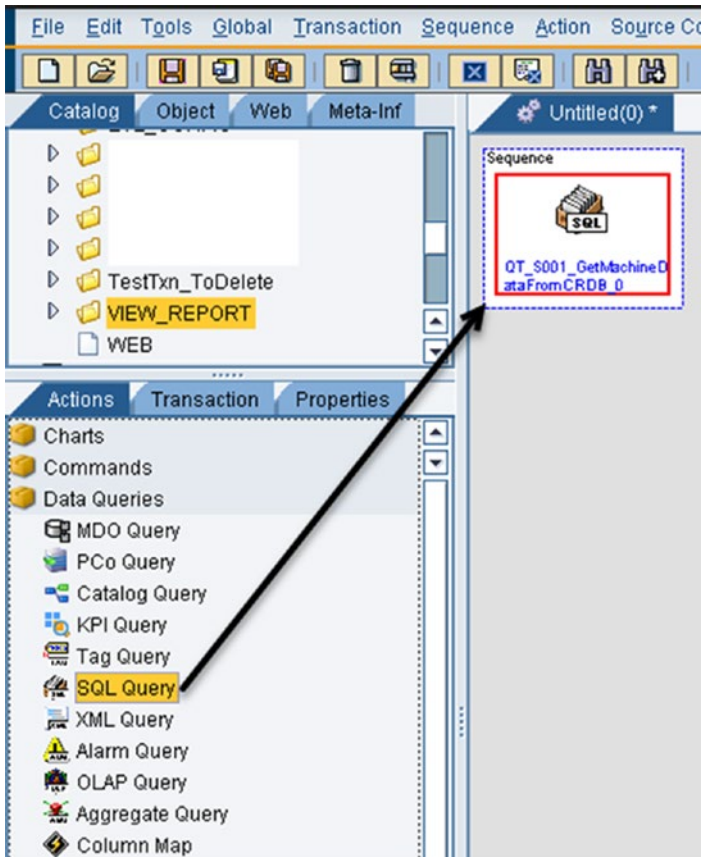 File Edit Tools Global Transaction Sequence Action Source Co
Catalog Object Web Meta-Inf
TestTxn_ToDelete
VIEW_REPORT
WEB
Actions Transaction Properties
Charts
Commands
Data Queries
MDO Query
PCo Query
Catalog Query
KPI Query
Tag Query
SQL Query
XML Query
Alarm Query
OLAP Query
Aggregate Query
Column Map
Untitled(0) *
Sequence
SQL
QT_S001_GetMachineD
ataFromCRDB_0